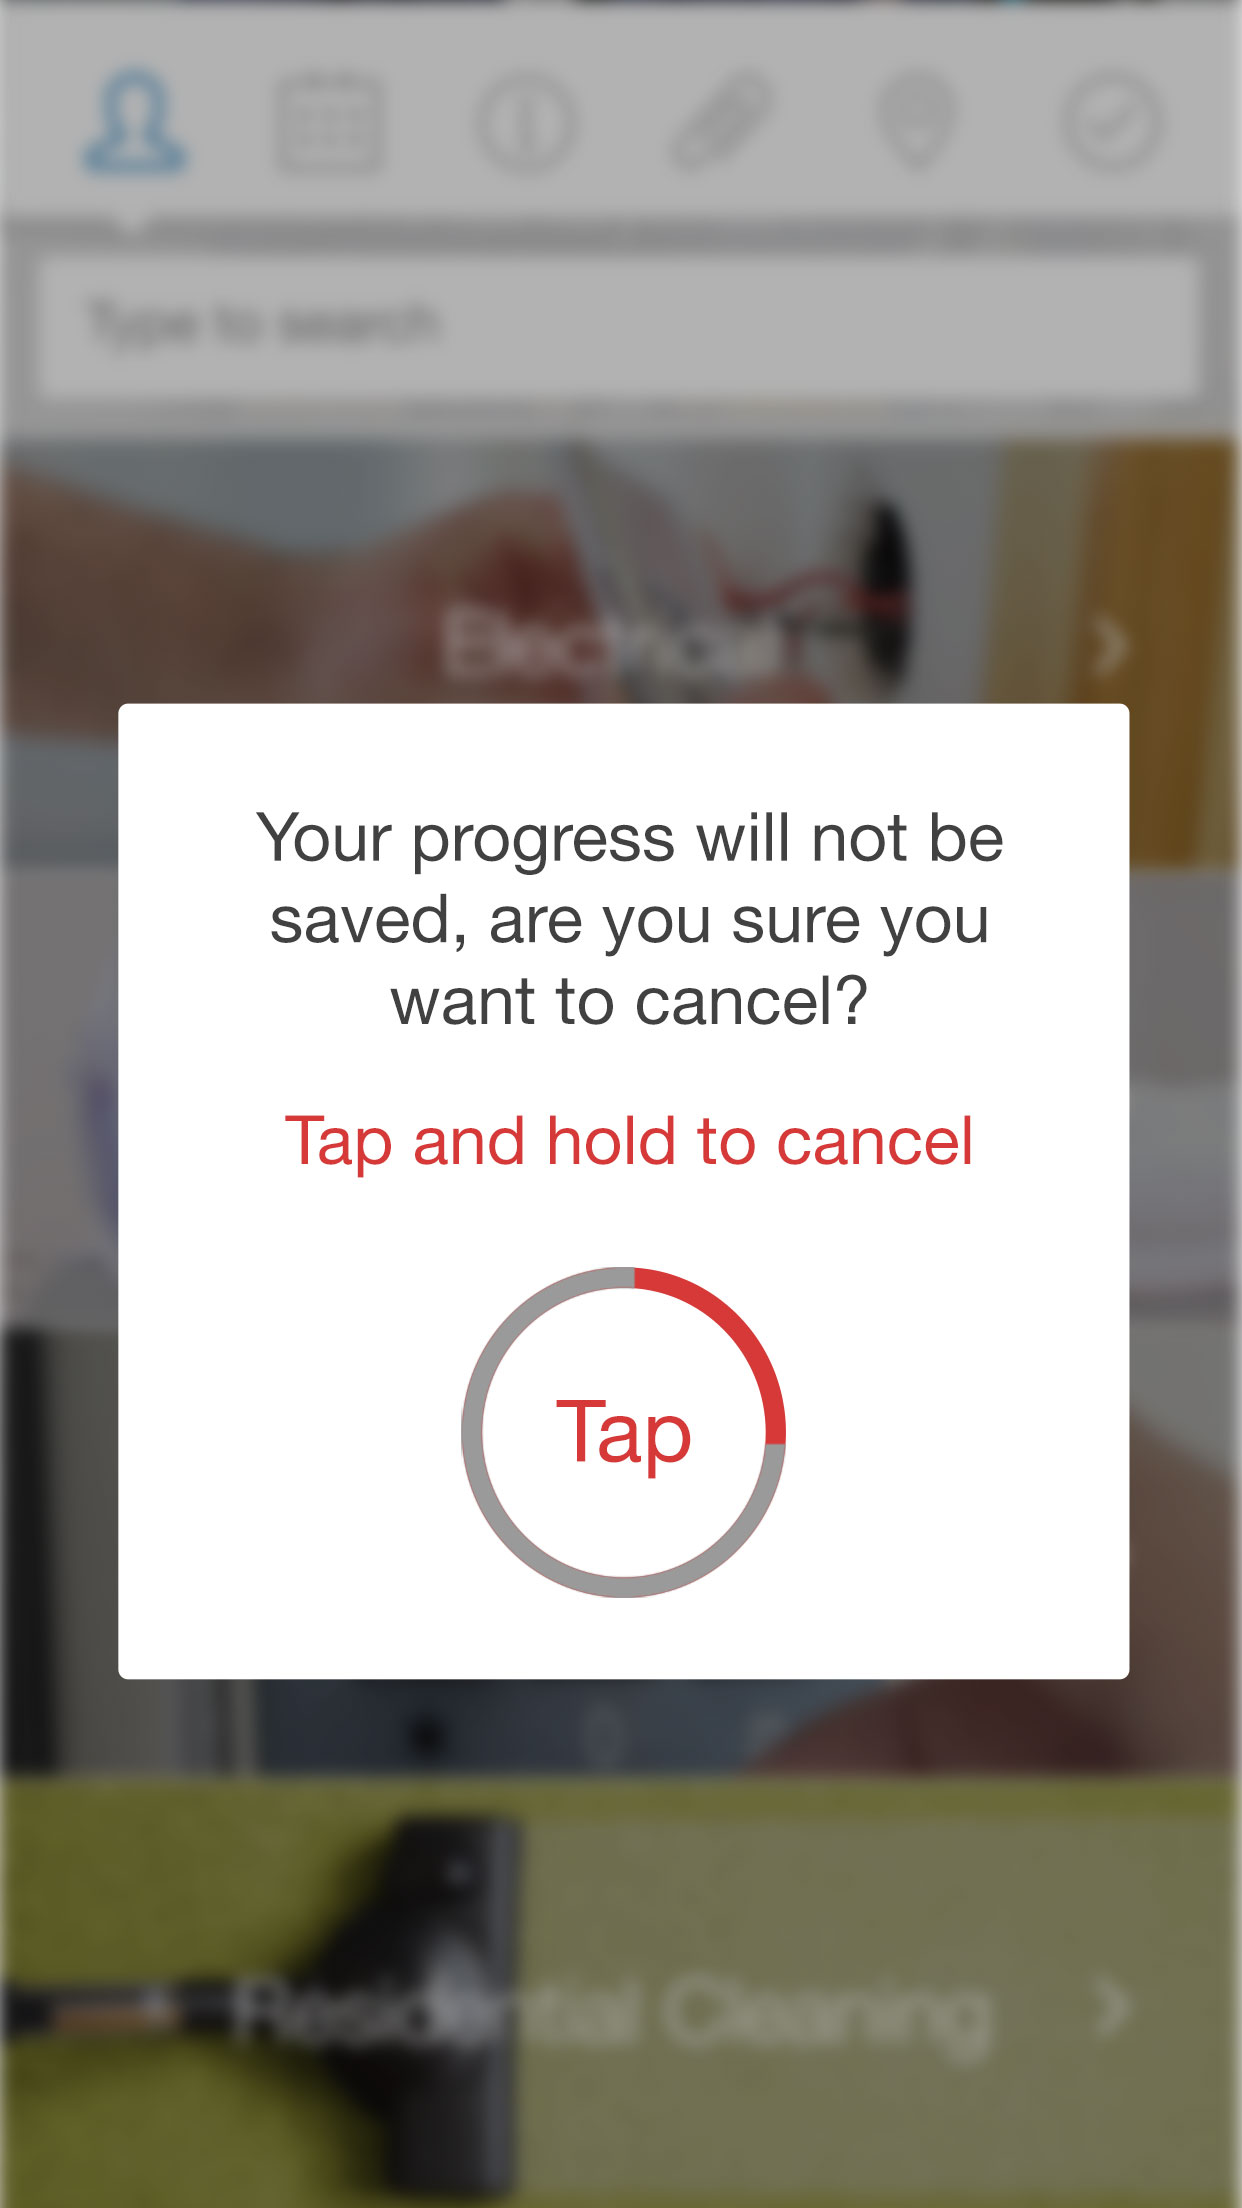 Type to search
Electrical
Your progress will not be
saved, are you sure you
want to cancel?
Tap and hold to cancel
Tap
Residential Cleaning